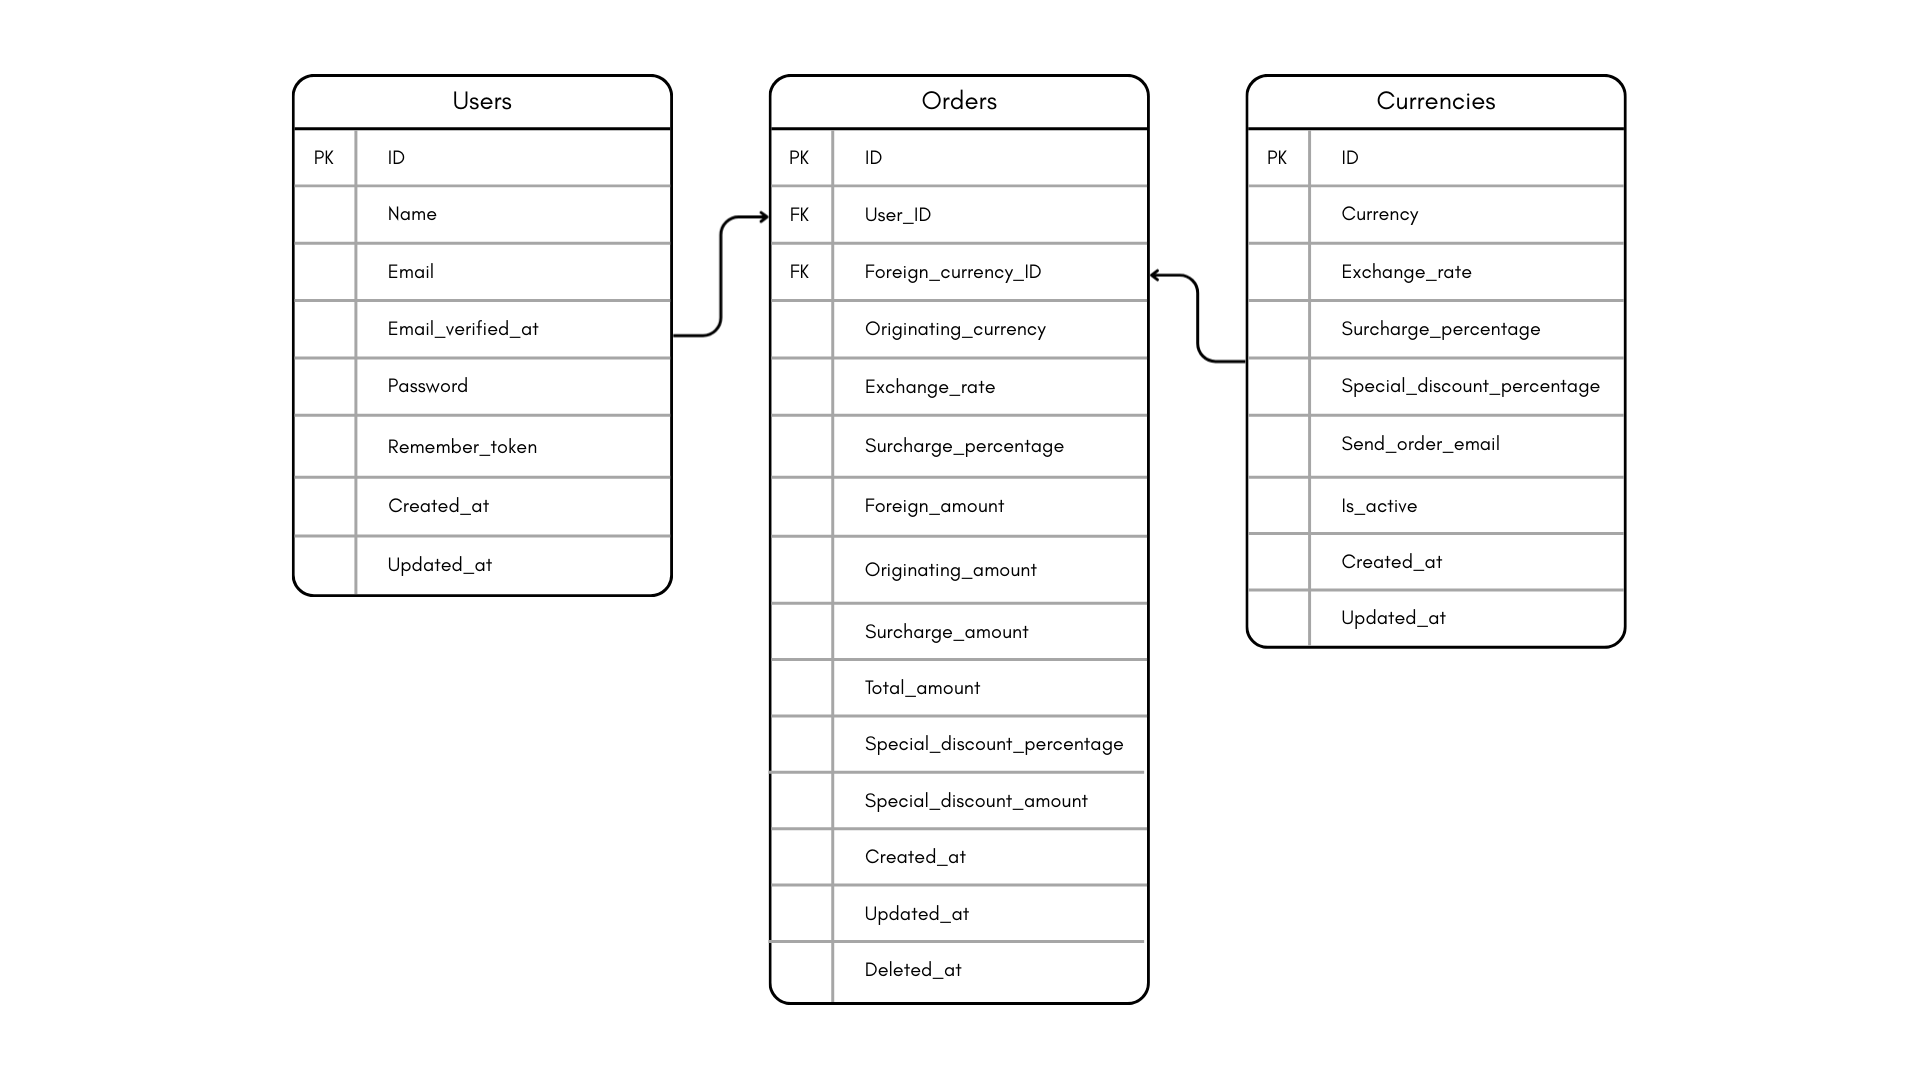 Users
PK ID
Name
Email
Email_verified_at
Password
Remember_token
Created_at
Updated_at
Orders
PK ID
FK User_ID
FK Foreign_currency_ID
Originating_currency
Exchange_rate
Surcharge_percentage
Foreign_amount
Originating_amount
Surcharge_amount
Total_amount
Special_discount_percentage
Special_discount_amount
Created_at
Updated_at
Deleted_at
Currencies
PK ID
Currency
Exchange_rate
Surcharge_percentage
Special_discount_percentage
Send_order_email
Is_active
Created_at
Updated_at